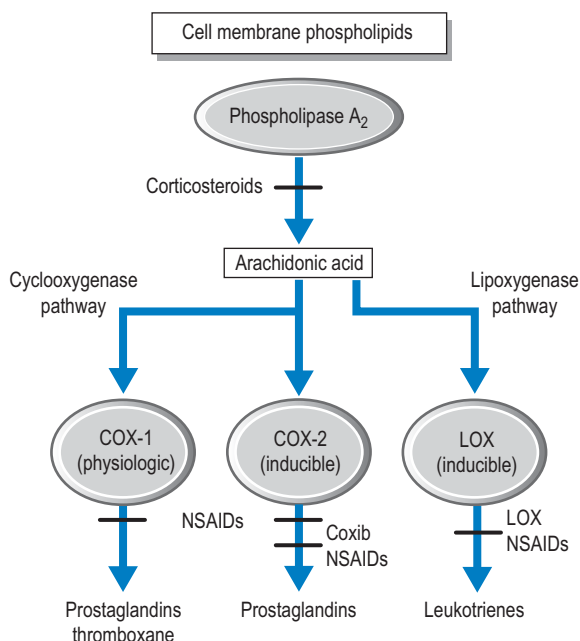 Cell membrane phospholipids
Phospholipase A₂
Corticosteroids
Arachidonic acid
Cyclooxygenase
pathway
Lipoxygenase
pathway
COX-1
(physiologic)
COX-2
(inducible)
LOX
(inducible)
NSAIDs
Coxib
NSAIDs
LOX
NSAIDs
Prostaglandins
thromboxane
Prostaglandins
Leukotrienes